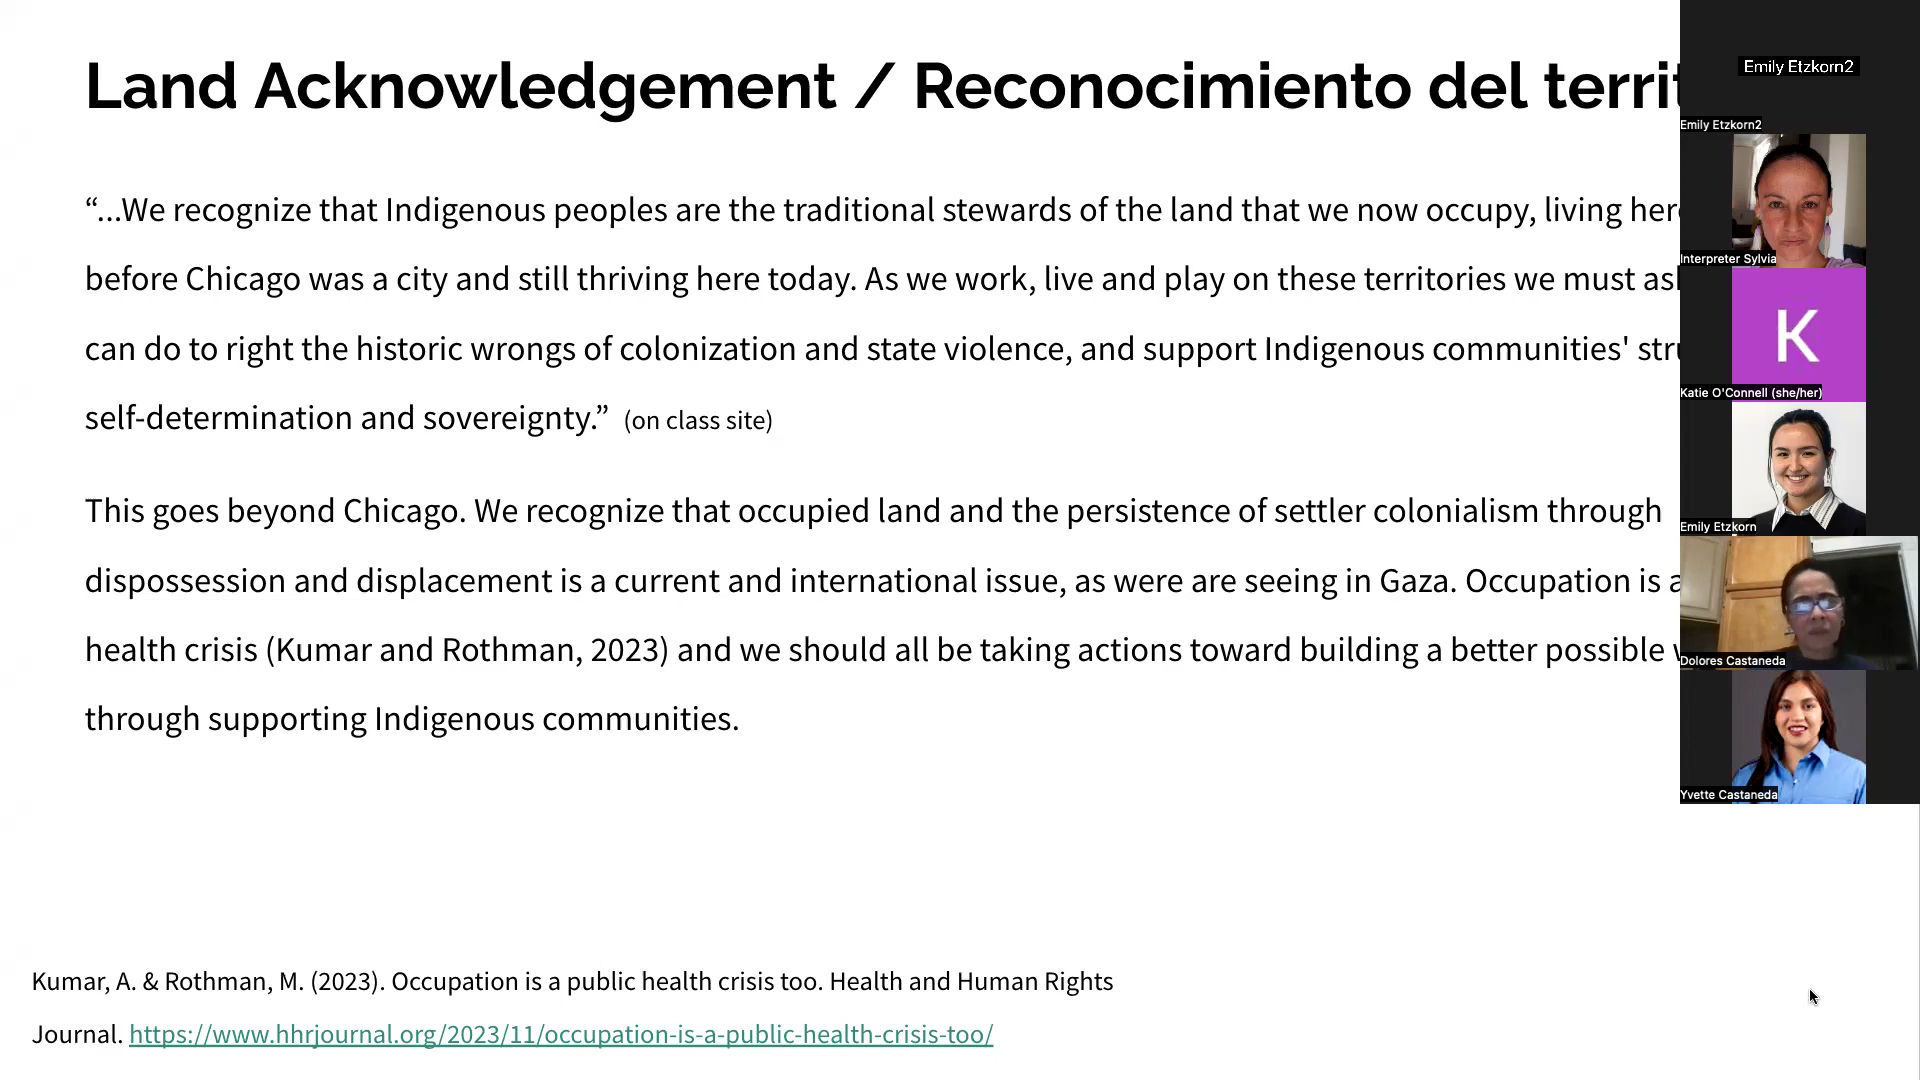 Land Acknowledgement / Reconocimiento del
“...We recognize that Indigenous peoples are the traditional stewards of the land that we now occupy, living
before Chicago was a city and still thriving here today. As we work, live and play on these territories we must
can do to right the historic wrongs of colonization and state violence, and support Indigenous communities'
self-determination and sovereignty.” (on class site)
This goes beyond Chicago. We recognize that occupied land and the persistence of settler colonialism through
dispossession and displacement is a current and international issue, as were are seeing in Gaza. Occupation is
health crisis (Kumar and Rothman, 2023) and we should all be taking actions toward building a better possible
through supporting Indigenous communities.
Kumar, A. & Rothman, M. (2023). Occupation is a public health crisis too. Health and Human Rights
Journal. https://www.hhrjournal.org/2023/11/occupation-is-a-public-health-crisis-too/
Emily Etzkorn2
Emily Etzkorn2
Interpreter Sylvia
K
Katie O'Connell (she/her)
Emily Etzkorn
Dolores Castaneda
Yvette Castaneda